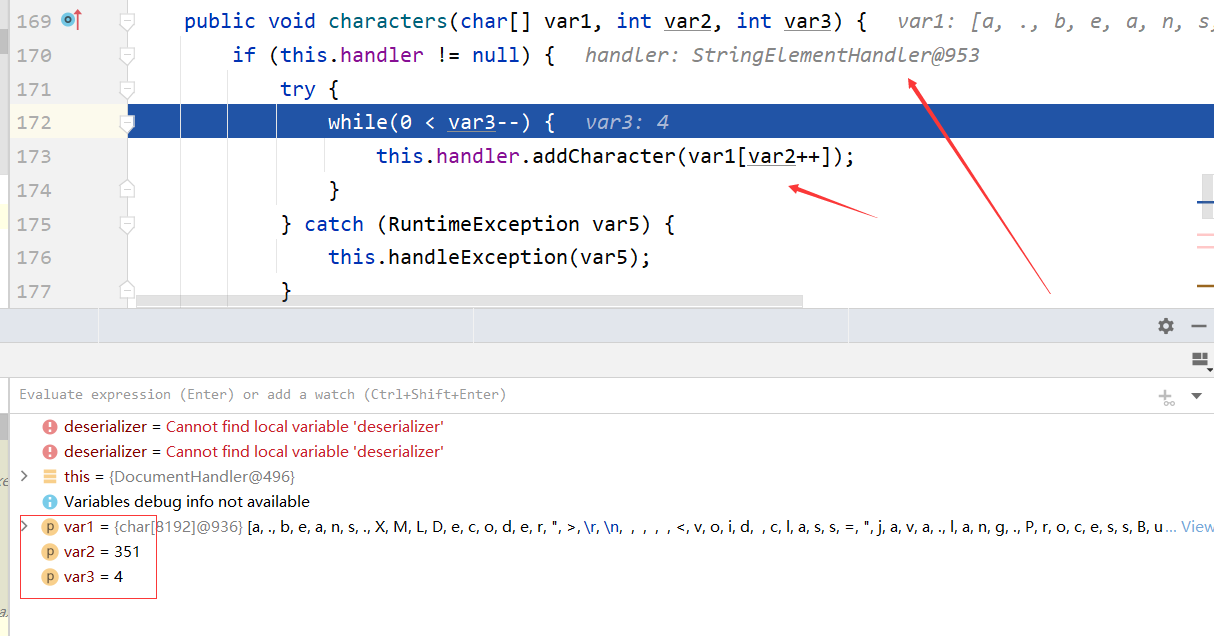 169 public void characters(char[] var1, int var2, int var3) { var1: [a, ., b, e, a, n, s,
170 if (this.handler != null) { handler: StringElementHandler@953
171 try {
172 while(0 < var3--) { var3: 4
173 this.handler.addCharacter(var1[var2++]);
174 }
175 } catch (RuntimeException var5) {
176 this.handleException(var5);
177 }
Evaluate expression (Enter) or add a watch (Ctrl+Shift+Enter)
deserializer = Cannot find local variable 'deserializer'
deserializer = Cannot find local variable 'deserializer'
this = {DocumentHandler@496}
Variables debug info not available
p var1 = {char[8192]@936} [a, ., b, e, a, n, s, ., X, M, L, D, e, c, o, d, e, r, ", >, \r, \n, , , , , <, v, o, i, d, , c, l, a, s, s, =, ", j, a, v, a, ., l, a, n, g, ., P, r, o, c, e, s, s, B, u... View
p var2 = 351
p var3 = 4